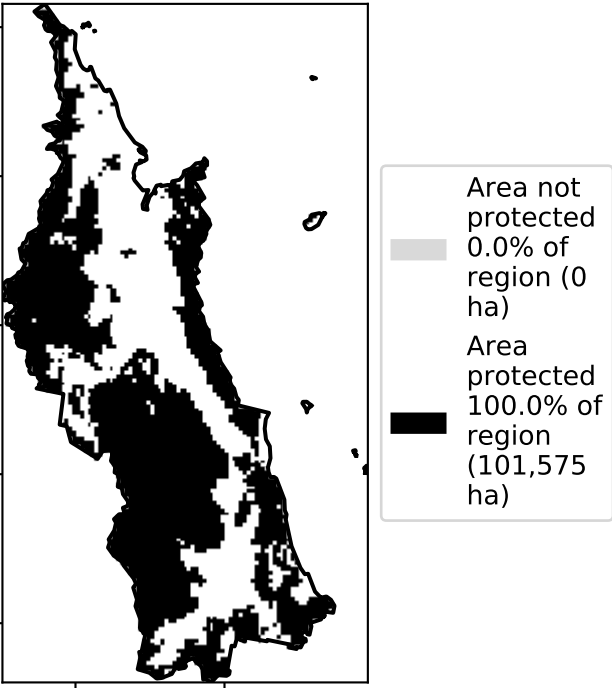 Area not
protected
0.0% of
region (0
ha)
Area
protected
100.0% of
region
(101,575
ha)